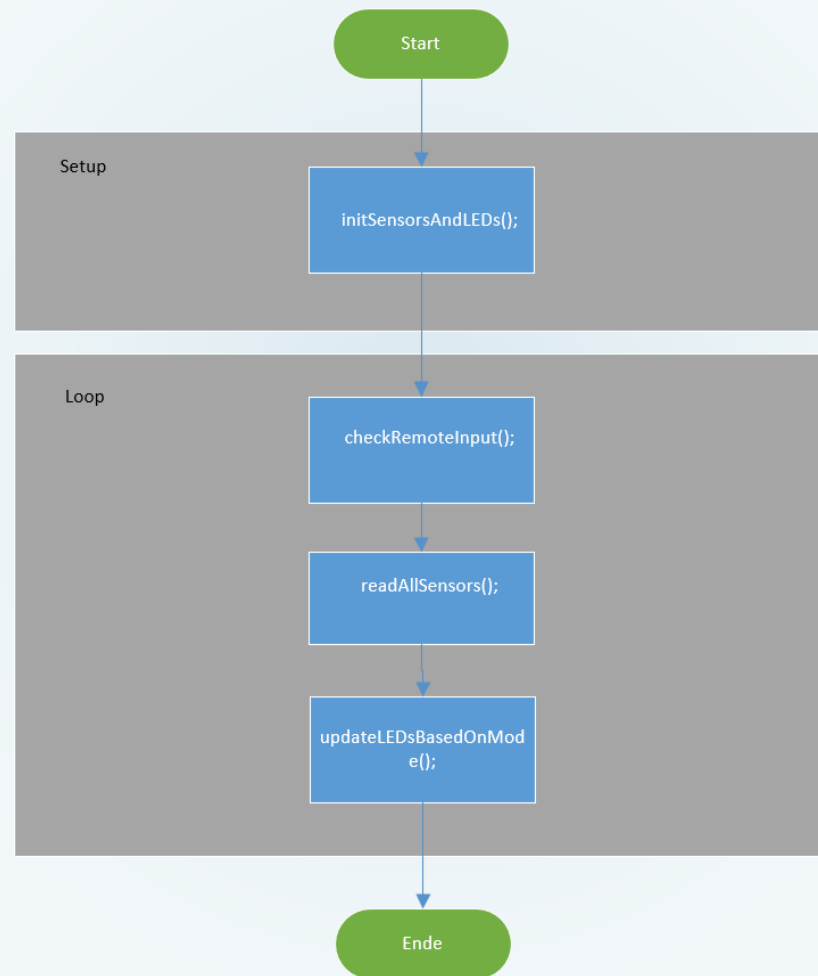 Start
Setup
initSensorsAndLEDs();
Loop
checkRemoteInput();
readAllSensors();
updateLEDsBasedOnMod
e();
Ende